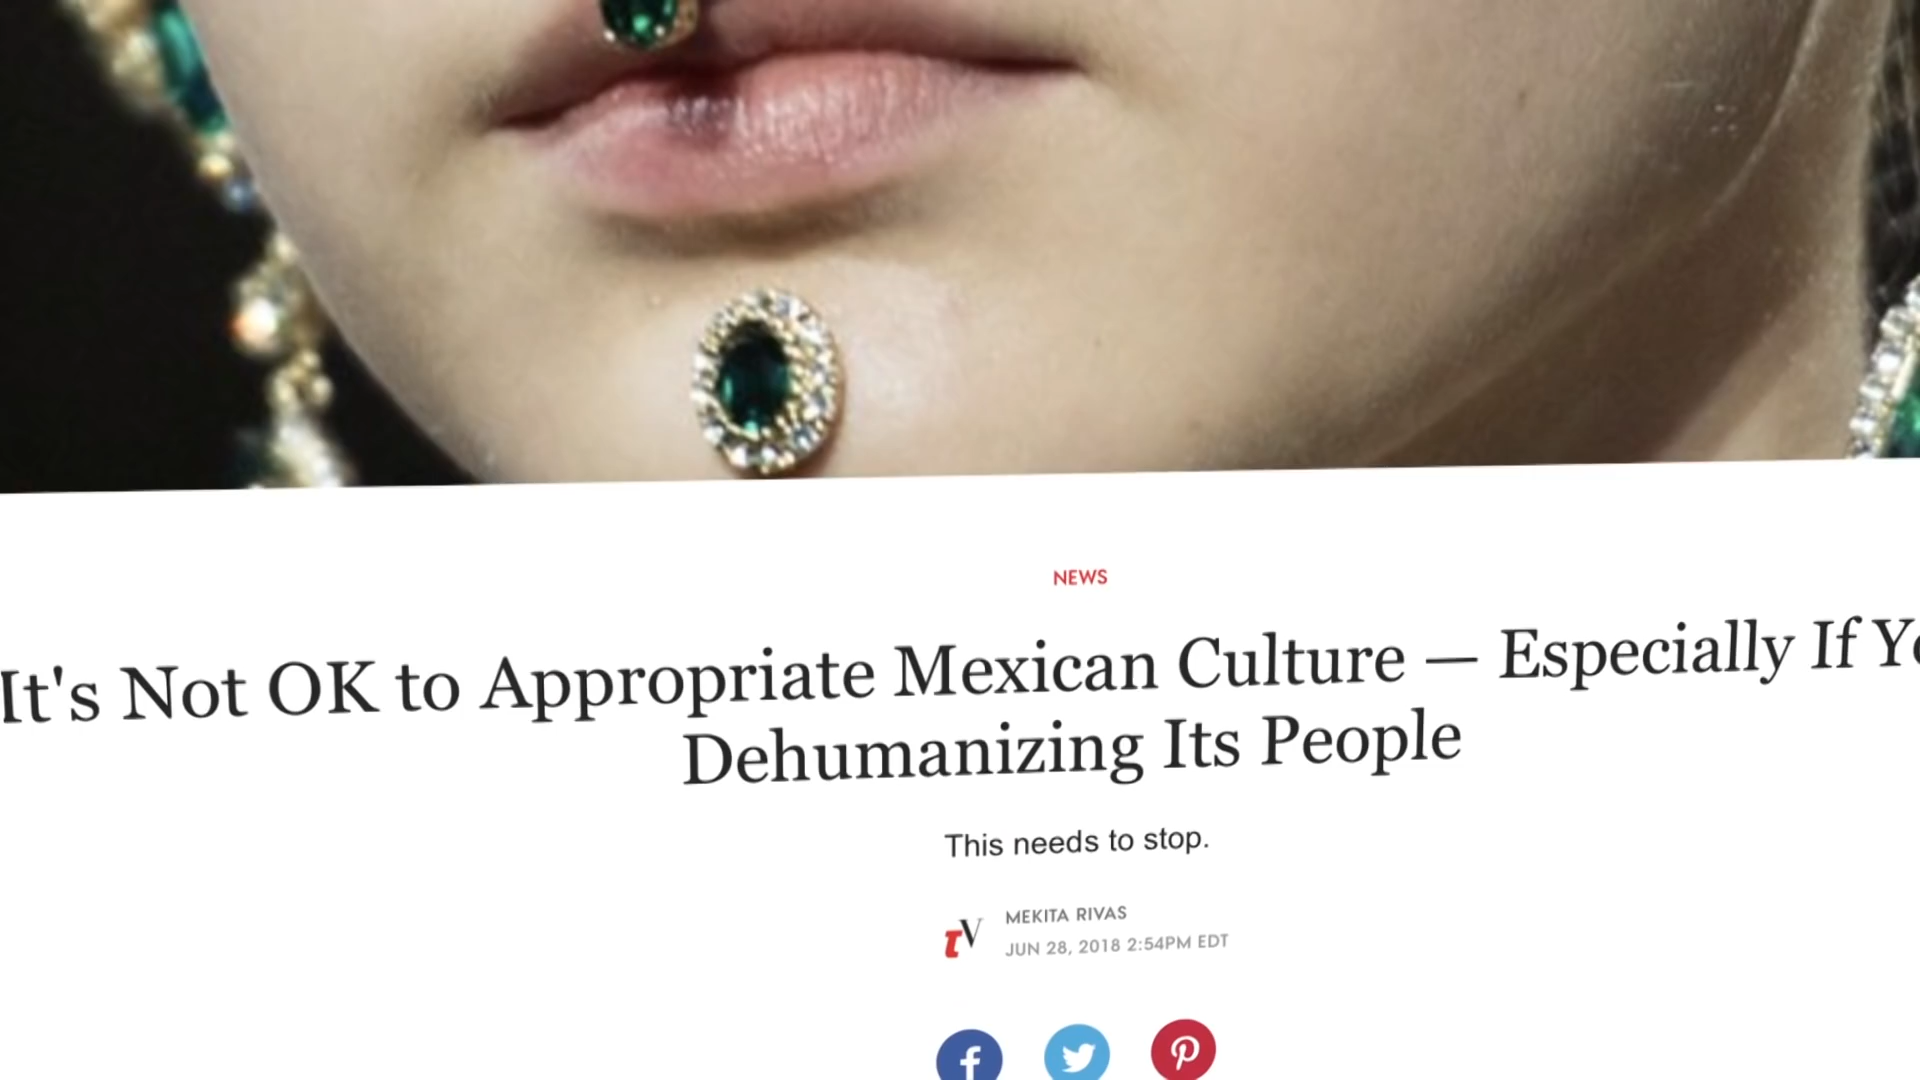 NEWS
It's Not OK to Appropriate Mexican Culture — Especially If
Dehumanizing Its People
This needs to stop.
MEKITA RIVAS
JUN 28, 2018 2:54PM EDT